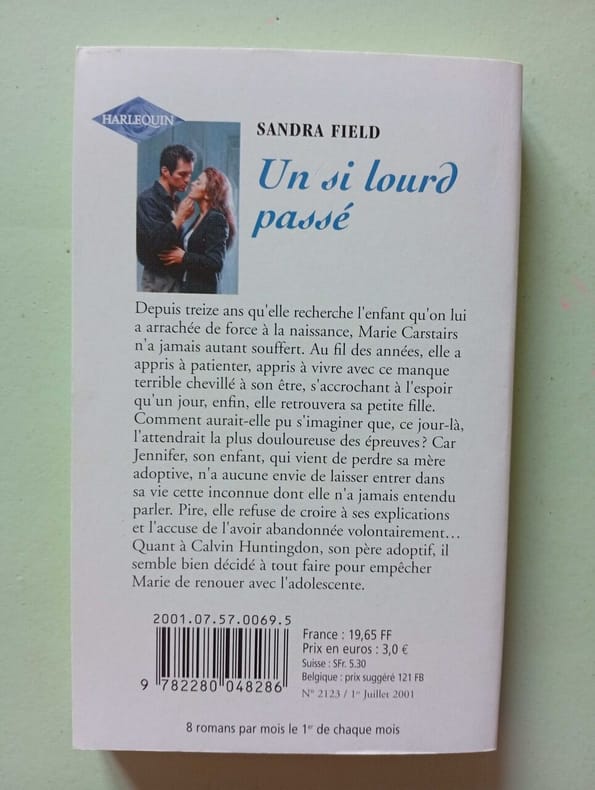 HARLEQUIN
SANDRA FIELD
Un si lourd
passé
Depuis treize ans qu'elle recherche l'enfant qu'on lui
a arrachée de force à la naissance, Marie Carstairs
n'a jamais autant souffert. Au fil des années, elle a
appris à patienter, appris à vivre avec ce manque
terrible chevillé à son être, s'accrochant à l'espoir
qu'un jour, enfin, elle retrouvera sa petite fille.
Comment aurait-elle pu s'imaginer que, ce jour-là,
l'attendrait la plus douloureuse des épreuves ? Car
Jennifer, son enfant, qui vient de perdre sa mère
adoptive, n'a aucune envie de laisser entrer dans
sa vie cette inconnue dont elle n'a jamais entendu
parler. Pire, elle refuse de croire à ses explications
et l'accuse de l'avoir abandonnée volontairement...
Quant à Calvin Huntingdon, son père adoptif, il
semble bien décidé à tout faire pour empêcher
Marie de renouer avec l'adolescente.
2001.07.57.0069.5
9 782280 048286
France : 19,65 FF
Prix en euros : 3,0 €
Suisse : SFr. 5.30
Belgique : prix suggéré 121 FB
N° 2123 / 1er Juillet 2001
8 romans par mois le 1er de chaque mois